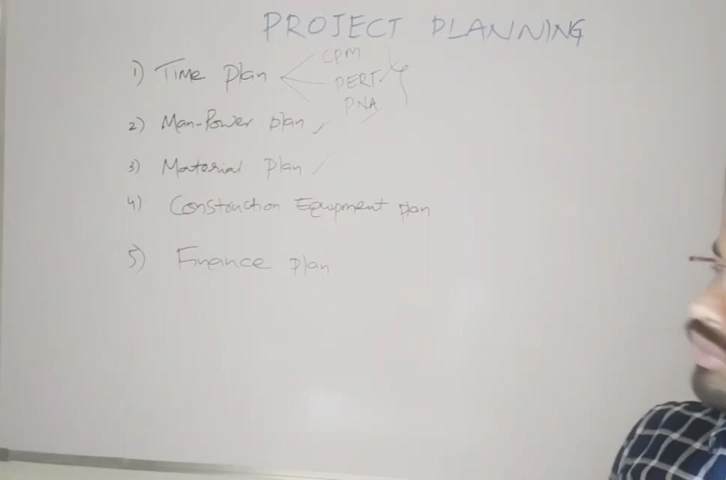 PROJECT PLANNING
1) Time Plan
CPM
PERT
PNA
2) Man-Power plan
3) Material Plan
4) Construction Equipment plan
5) Finance plan